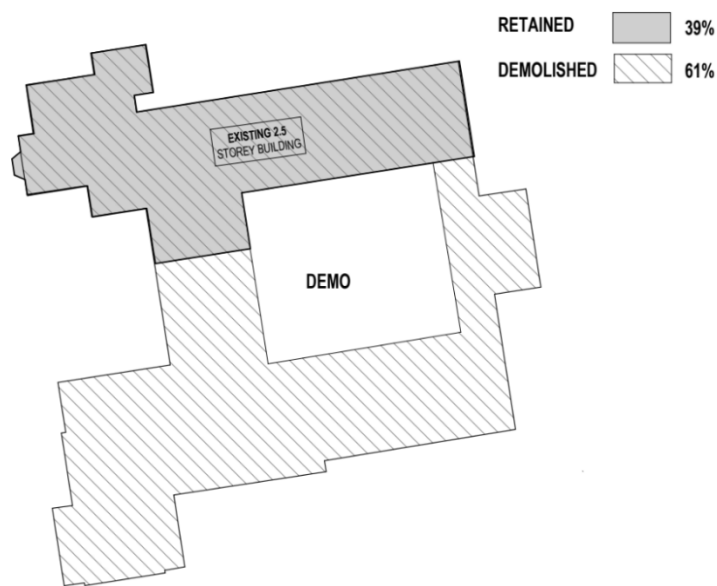 RETAINED 39%
DEMOLISHED 61%
EXISTING 2.5
STOREY BUILDING
DEMO